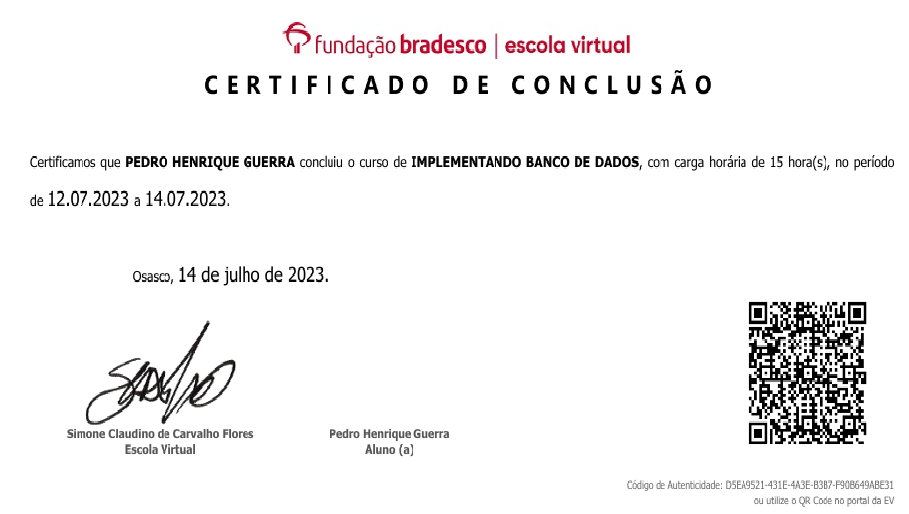 fundação bradesco | escola virtual
CERTIFICADO DE CONCLUSÃO
Certificamos que PEDRO HENRIQUE GUERRA concluiu o curso de IMPLEMENTANDO BANCO DE DADOS, com carga horária de 15 hora(s), no período
de 12.07.2023 a 14.07.2023.
Osasco, 14 de julho de 2023.
Simone Claudino de Carvalho Flores
Escola Virtual
Pedro Henrique Guerra
Aluno (a)
Código de Autenticidade: D5EA9521-431E-4A3E-B3B7-F90B649ABE31
ou utilize o QR Code no portal da EV